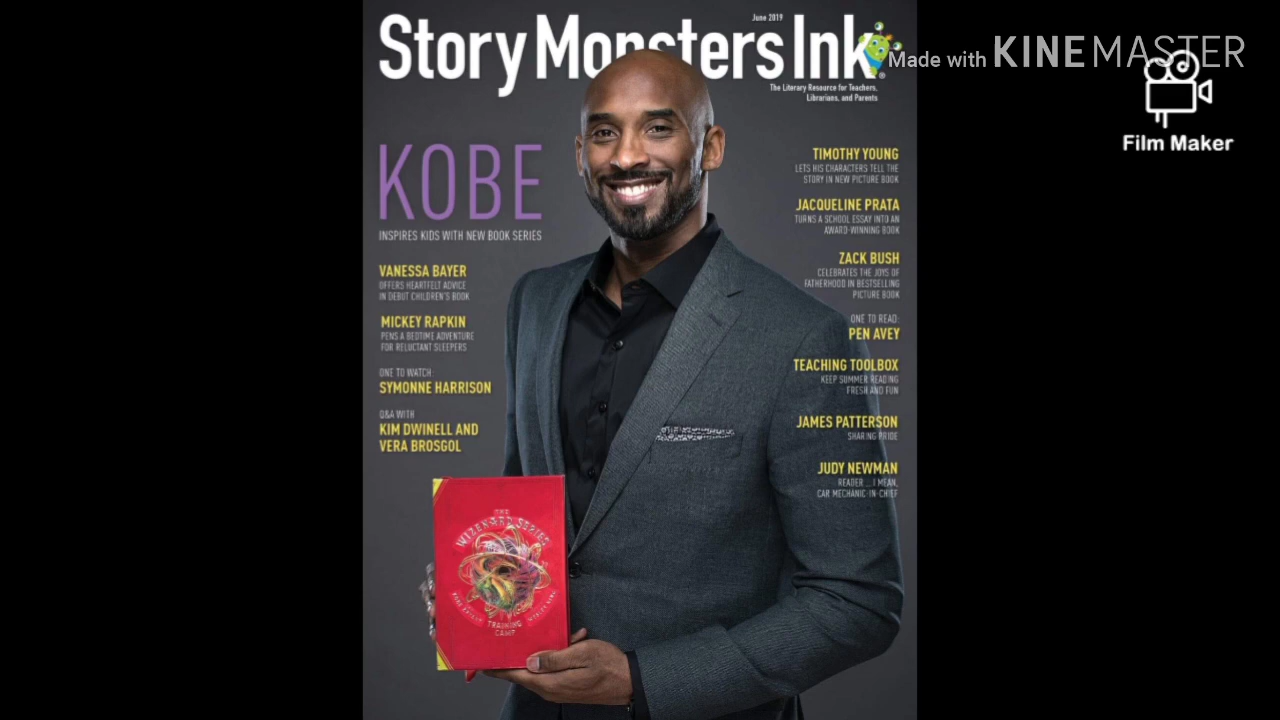 June 2019
Story Monsters Ink
®
The Literary Resource for Teachers,
Librarians, and Parents
Made with KINEMASTER
Film Maker
KOBE
INSPIRES KIDS WITH NEW BOOK SERIES
VANESSA BAYER
OFFERS HEARTFELT ADVICE
IN DEBUT CHILDREN'S BOOK
MICKEY RAPKIN
PENS A BEDTIME ADVENTURE
FOR RELUCTANT SLEEPERS
ONE TO WATCH:
SYMONNE HARRISON
Q&A WITH
KIM DWINELL AND
VERA BROSGOL
TIMOTHY YOUNG
LETS HIS CHARACTERS TELL THE
STORY IN NEW PICTURE BOOK
JACQUELINE PRATA
TURNS A SCHOOL ESSAY INTO AN
AWARD-WINNING BOOK
ZACK BUSH
CELEBRATES THE JOYS OF
FATHERHOOD IN BESTSELLING
PICTURE BOOK
ONE TO READ:
PEN AVEY
TEACHING TOOLBOX
KEEP SUMMER READING
FRESH AND FUN
JAMES PATTERSON
SHARING PRIDE
JUDY NEWMAN
READER ... I MEAN,
CAR MECHANIC-IN-CHIEF
THE
WIZENARD SERIES
TRAINING
CAMP